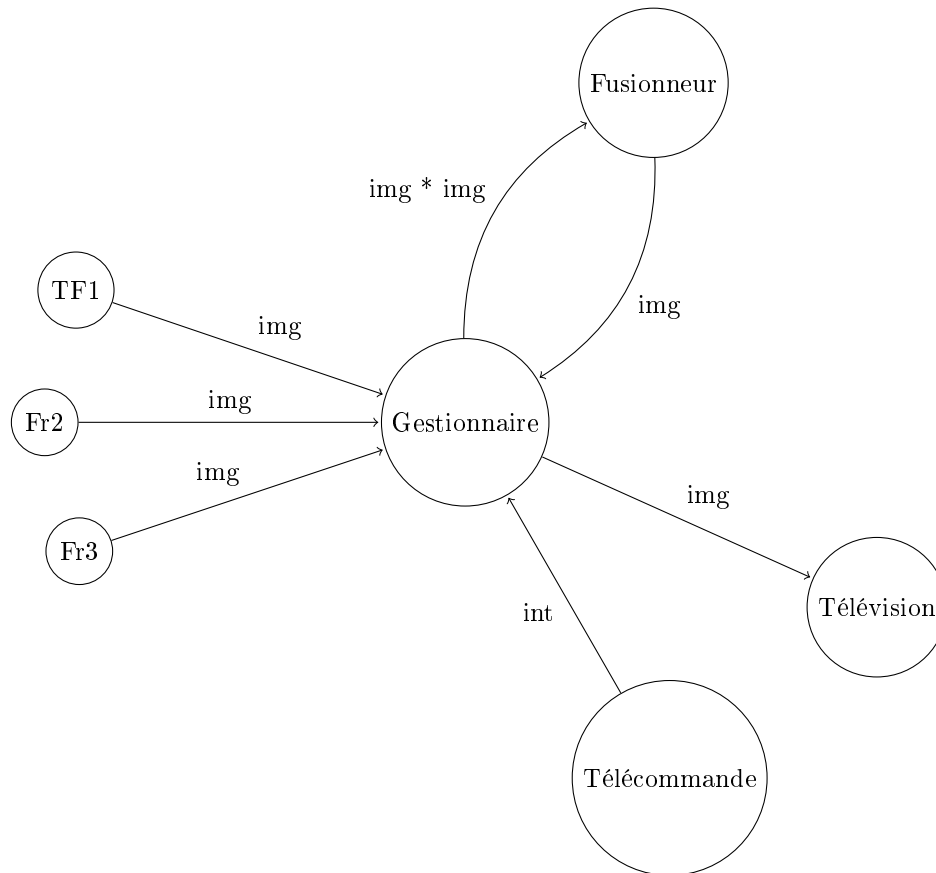 Fusionneur
img * img
TF1
img
img
img
Fr2
Gestionnaire
img
img
Fr3
Télévision
int
Télécommande